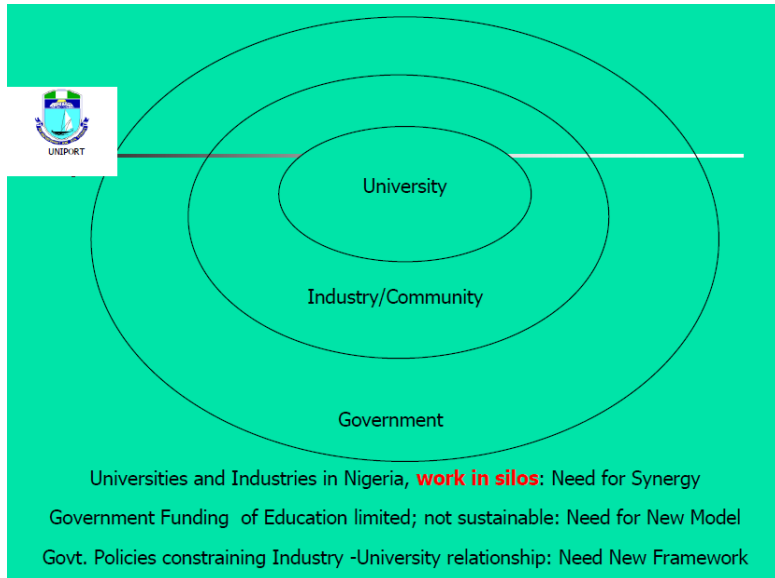 UNIPORT
University
Industry/Community
Government
Universities and Industries in Nigeria, work in silos: Need for Synergy
Government Funding of Education limited; not sustainable: Need for New Model
Govt. Policies constraining Industry -University relationship: Need New Framework